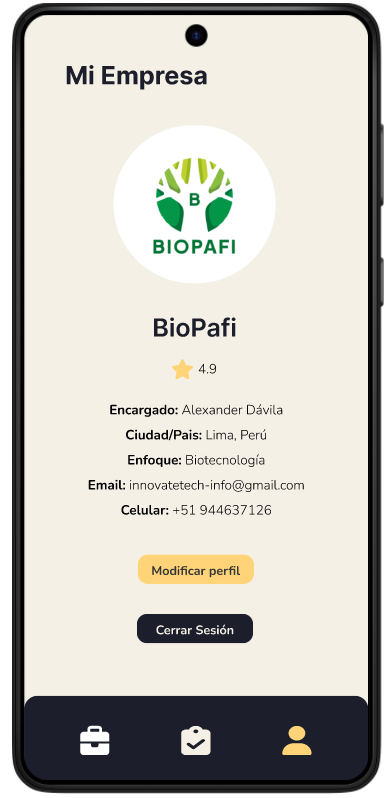 Mi Empresa
B
BIOPAFI
BioPafi
4.9
Encargado: Alexander Dávila
Ciudad/Pais: Lima, Perú
Enfoque: Biotecnología
Email: innovatetech-info@gmail.com
Celular: +51 944637126
Modificar perfil
Cerrar Sesión